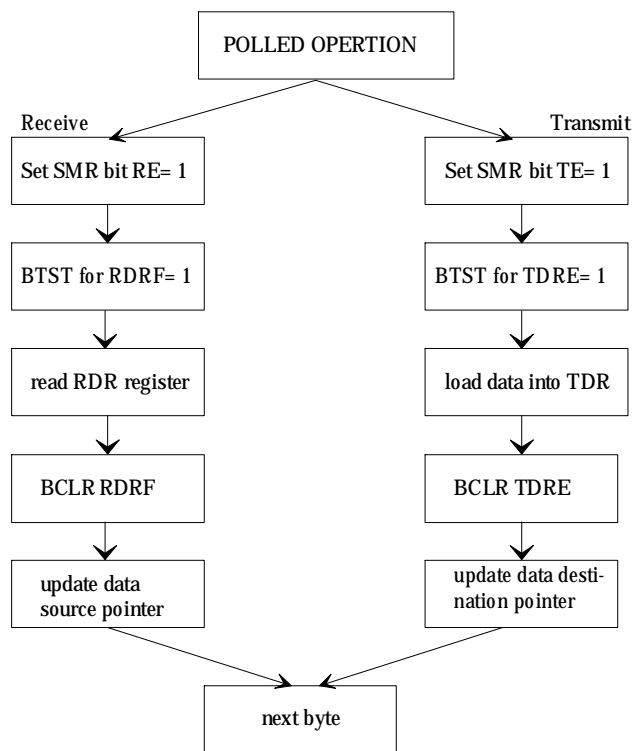 POLLED OPERTION
Receive
Transmit
Set SMR bit RE= 1
Set SMR bit TE= 1
BTST for RDRF= 1
BTST for TDRE= 1
read RDR register
load data into TDR
BCLR RDRF
BCLR TDRE
update data
source pointer
update data desti-
nation pointer
next byte